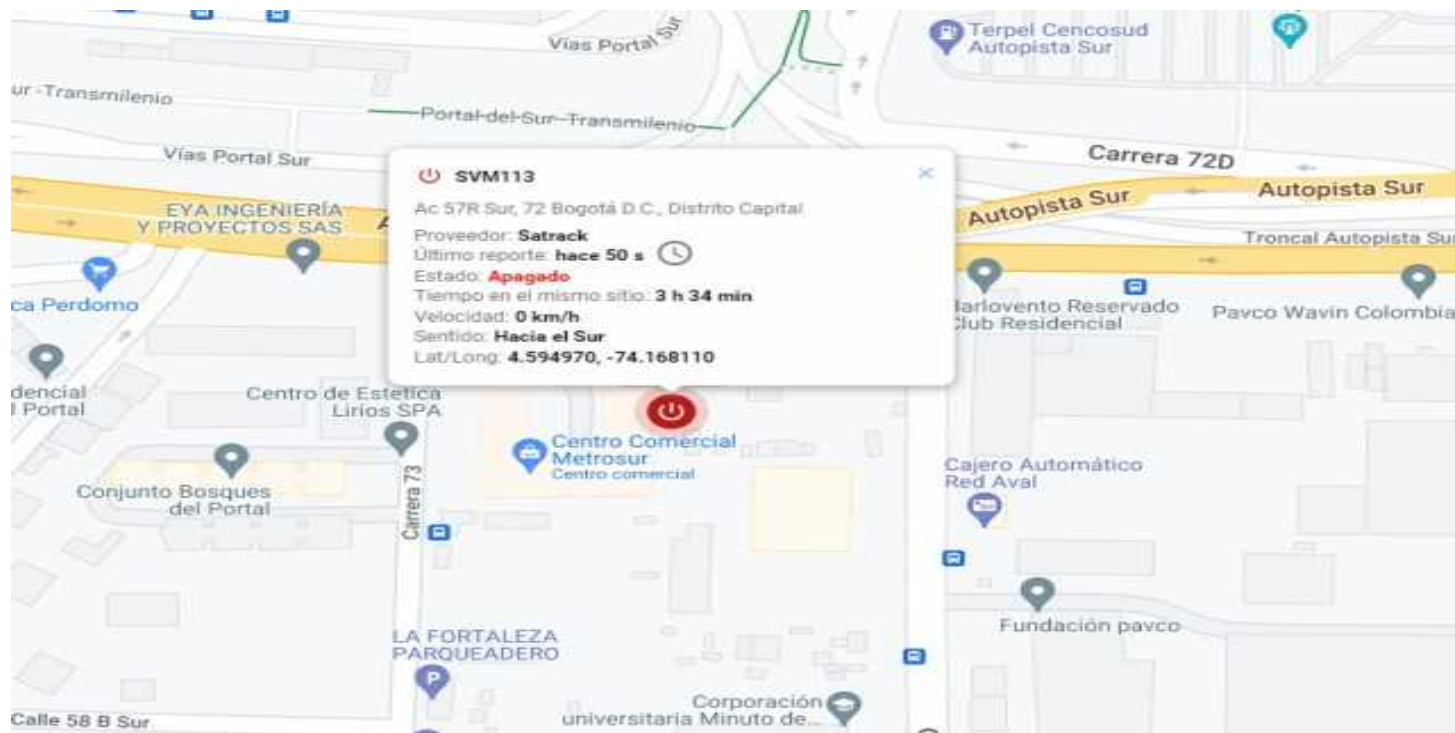 Vías Portal Sur
Terpel Cencosud
Autopista Sur
ur -Transmilenio
Portal-del-Sur-Transmilenio
Vías Portal Sur
Carrera 72D
Autopista Sur
Autopista Sur
Troncal Autopista Su
EYA INGENIERÍA
Y PROYECTOS SAS
A
SVM113
Ac 57R Sur, 72 Bogotá D.C., Distrito Capital
Proveedor: Satrack
Último reporte: hace 50 s
Estado: Apagado
Tiempo en el mismo sitio: 3 h 34 min
Velocidad: 0 km/h
Sentido: Hacia el Sur
Lat/Long: 4.594970, -74.168110
ca Perdomo
arlovento Reservado
Club Residencial
Pavco Wavin Colombia
dencial
l Portal
Centro de Estética
Lirios SPA
Centro Comercial
Metrosur
Centro comercial
Cajero Automático
Red Aval
Conjunto Bosques
del Portal
Carrera 73
Fundación pavco
LA FORTALEZA
PARQUEADERO
P
Corporación
universitaria Minuto de...
Calle 58 B Sur